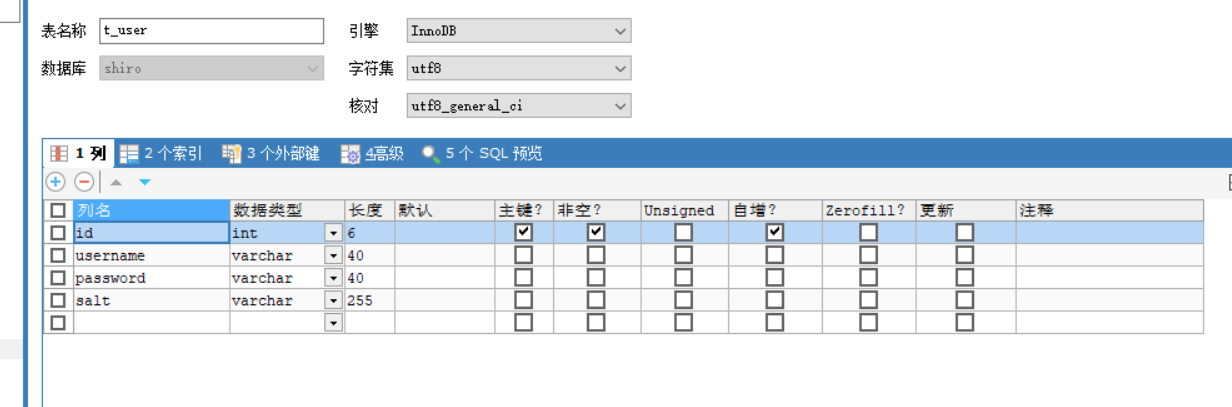 表名称 t_user 引擎 InnoDB
数据库 shiro 字符集 utf8
核对 utf8_general_ci
1 列 2 个索引 3 个外部键 4高级 5 个 SQL 预览
列名 数据类型 长度 默认 主键? 非空? Unsigned 自增? Zerofill? 更新 注释
id int 6
username varchar 40
password varchar 40
salt varchar 255